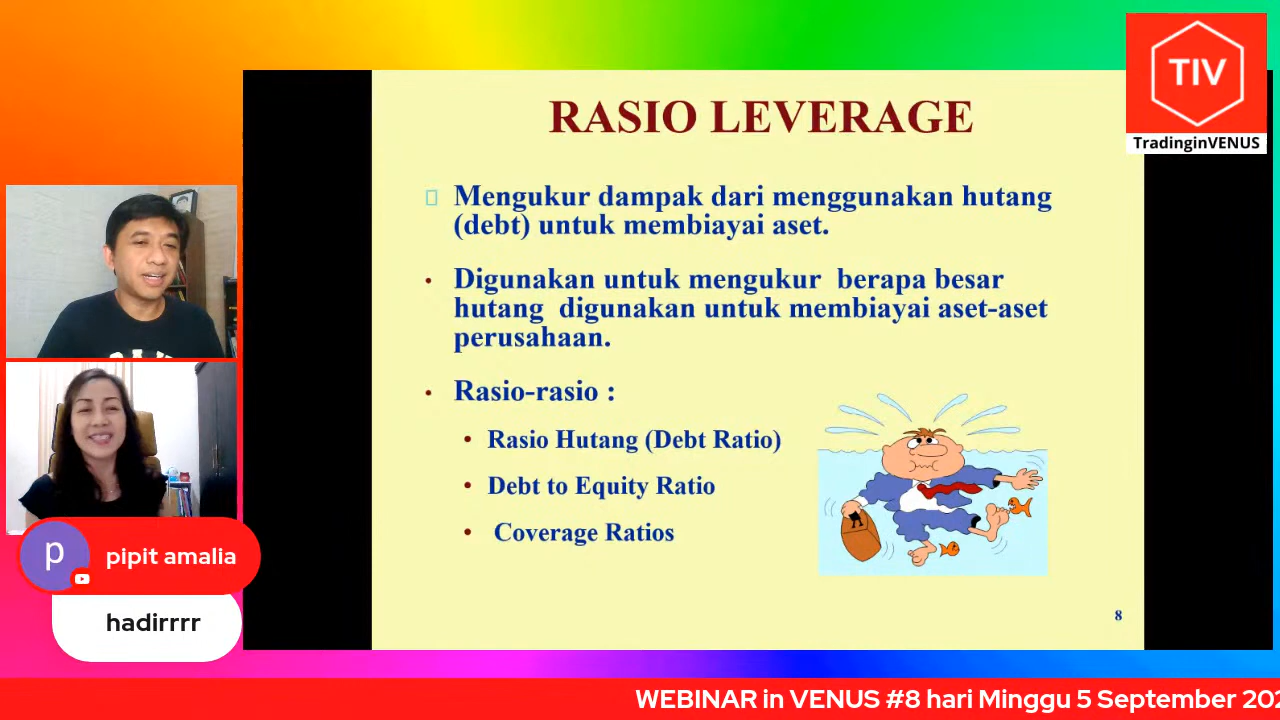 TIV
TradinginVENUS
RASIO LEVERAGE
Mengukur dampak dari menggunakan hutang
(debt) untuk membiayai aset.
• Digunakan untuk mengukur berapa besar
hutang digunakan untuk membiayai aset-aset
perusahaan.
• Rasio-rasio :
• Rasio Hutang (Debt Ratio)
• Debt to Equity Ratio
• Coverage Ratios
8
p
pipit amalia
hadirrrr
WEBINAR in VENUS #8 hari Minggu 5 September